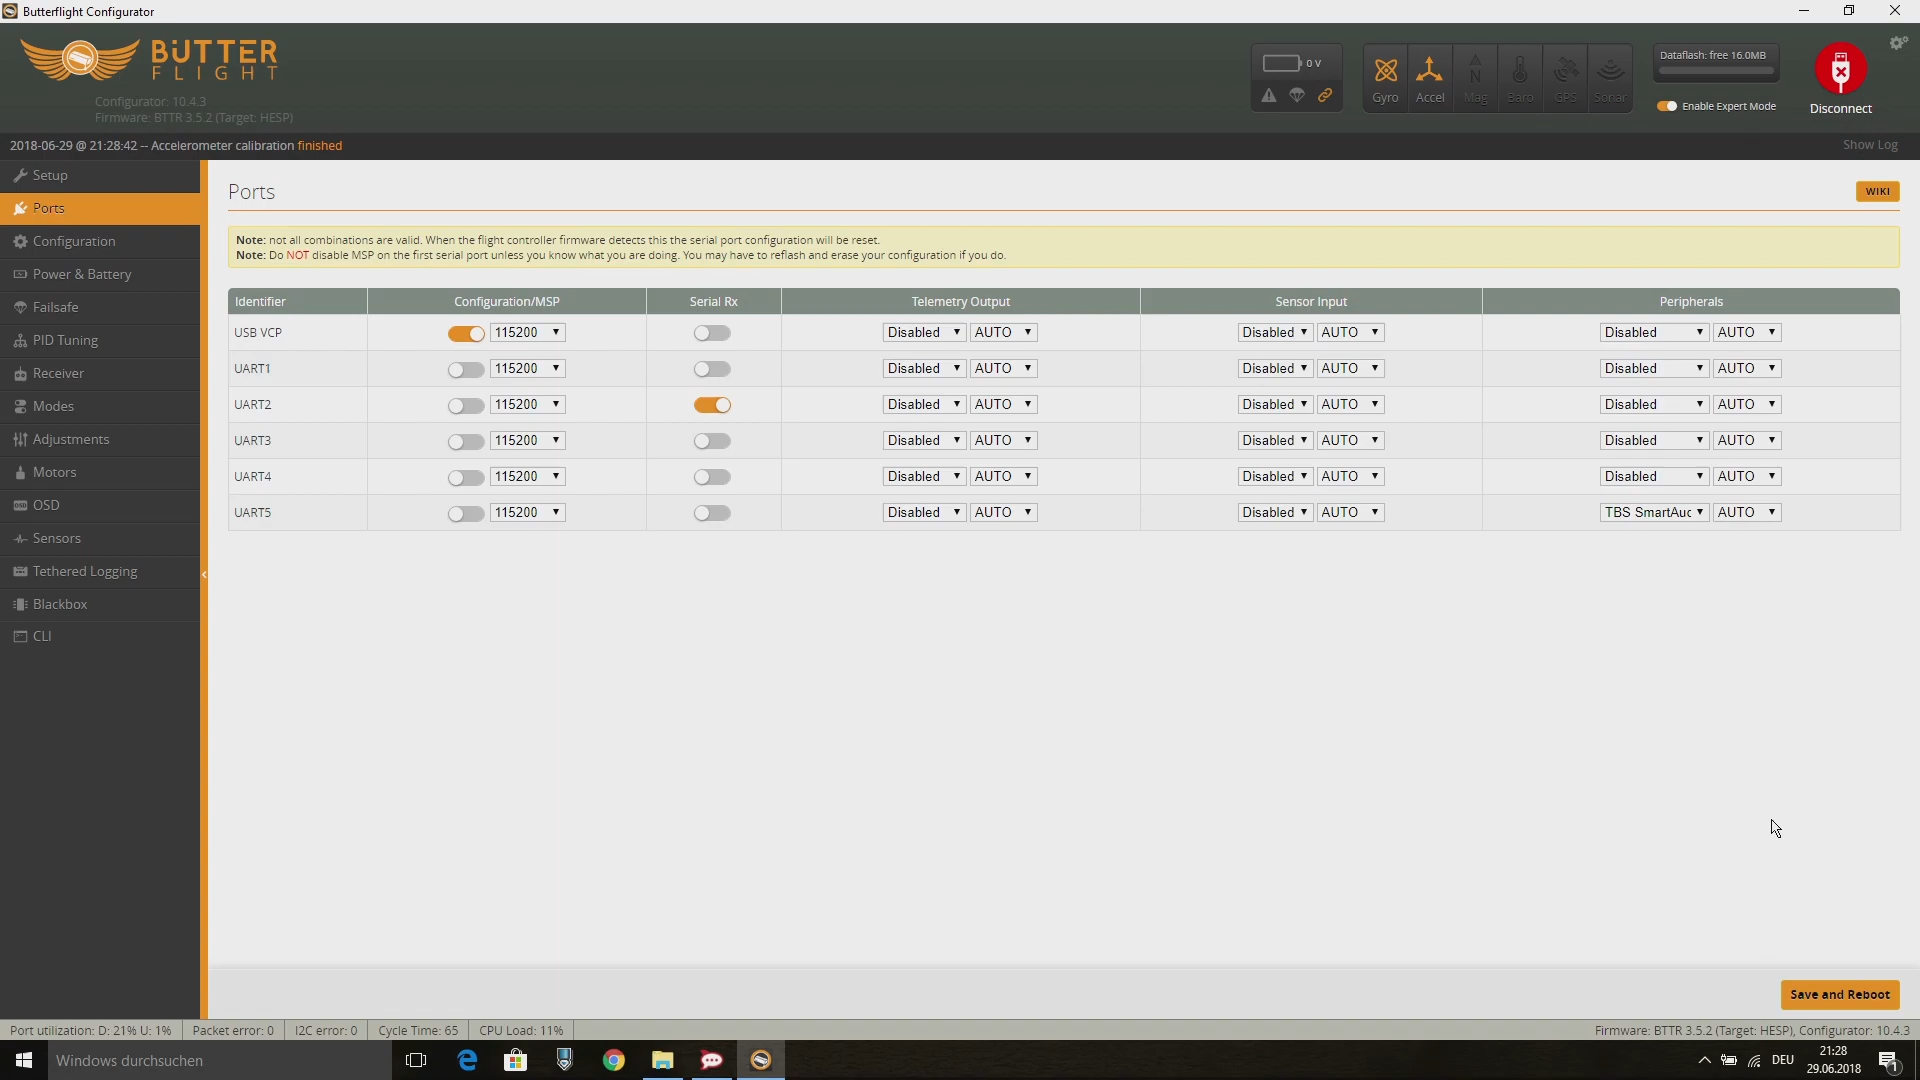 Butterflight Configurator
BUTTER
FLIGHT
Configurator: 10.4.3
Firmware: BTTR 3.5.2 (Target: HESP)
0 V
Gyro Accel Mag Baro GPS Sonar
Dataflash: free 16.0MB
Enable Expert Mode
Disconnect
2018-06-29 @ 21:28:42 -- Accelerometer calibration finished
Show Log
Setup
Ports
Configuration
Power & Battery
Failsafe
PID Tuning
Receiver
Modes
Adjustments
Motors
OSD
Sensors
Tethered Logging
Blackbox
CLI
Ports
WIKI
Note: not all combinations are valid. When the flight controller firmware detects this the serial port configuration will be reset.
Note: Do NOT disable MSP on the first serial port unless you know what you are doing. You may have to reflash and erase your configuration if you do.
Identifier Configuration/MSP Serial Rx Telemetry Output Sensor Input Peripherals
USB VCP 115200 Disabled AUTO Disabled AUTO Disabled AUTO
UART1 115200 Disabled AUTO Disabled AUTO Disabled AUTO
UART2 115200 Disabled AUTO Disabled AUTO Disabled AUTO
UART3 115200 Disabled AUTO Disabled AUTO Disabled AUTO
UART4 115200 Disabled AUTO Disabled AUTO Disabled AUTO
UART5 115200 Disabled AUTO Disabled AUTO TBS SmartAuc AUTO
Save and Reboot
Port utilization: D: 21% U: 1% Packet error: 0 I2C error: 0 Cycle Time: 65 CPU Load: 11% Firmware: BTTR 3.5.2 (Target: HESP), Configurator: 10.4.3
Windows durchsuchen
DEU
21:28
29.06.2018
1